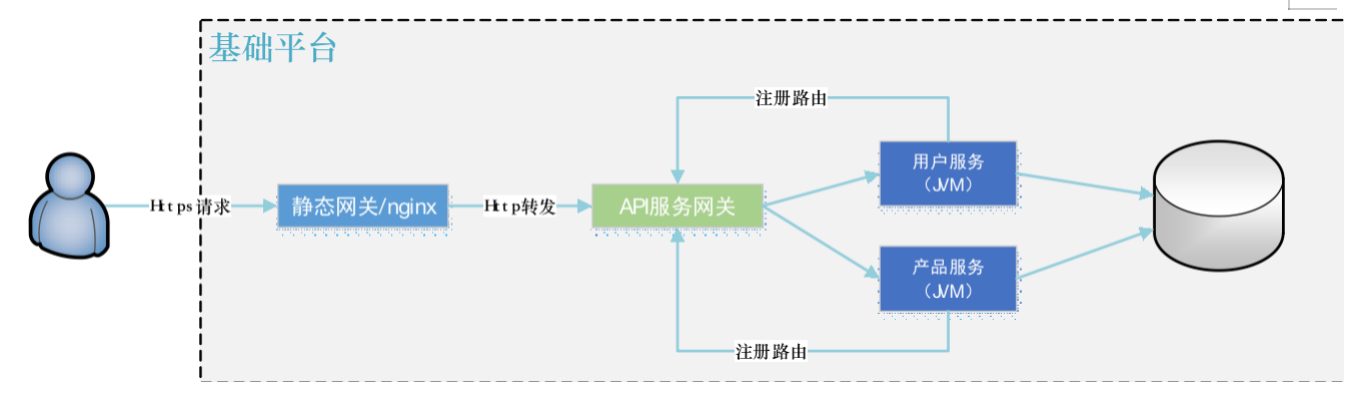 基础平台
注册路由
用户服务
（JVM）
Https请求
静态网关/nginx
Http转发
API服务网关
产品服务
（JVM）
注册路由